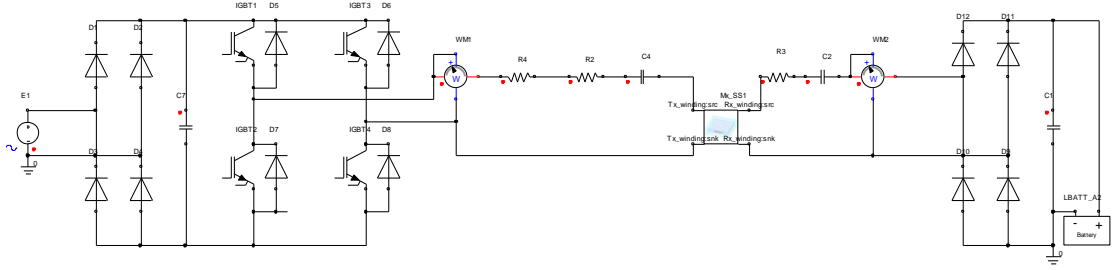 IGBT1 D5 IGBT3 D6
D1 D2 D12 D11
WM1 WM2
R4 R2 C4 R3 C2
W W
E1 C7 Mx_SS1 C1
Tx_winding:src Rx_winding:src
IGBT2 D7 IGBT4 D8
Tx_winding:snk Rx_winding:snk
D3 D4 D10 D9
0
LBATT_A2
- +
Battery
0